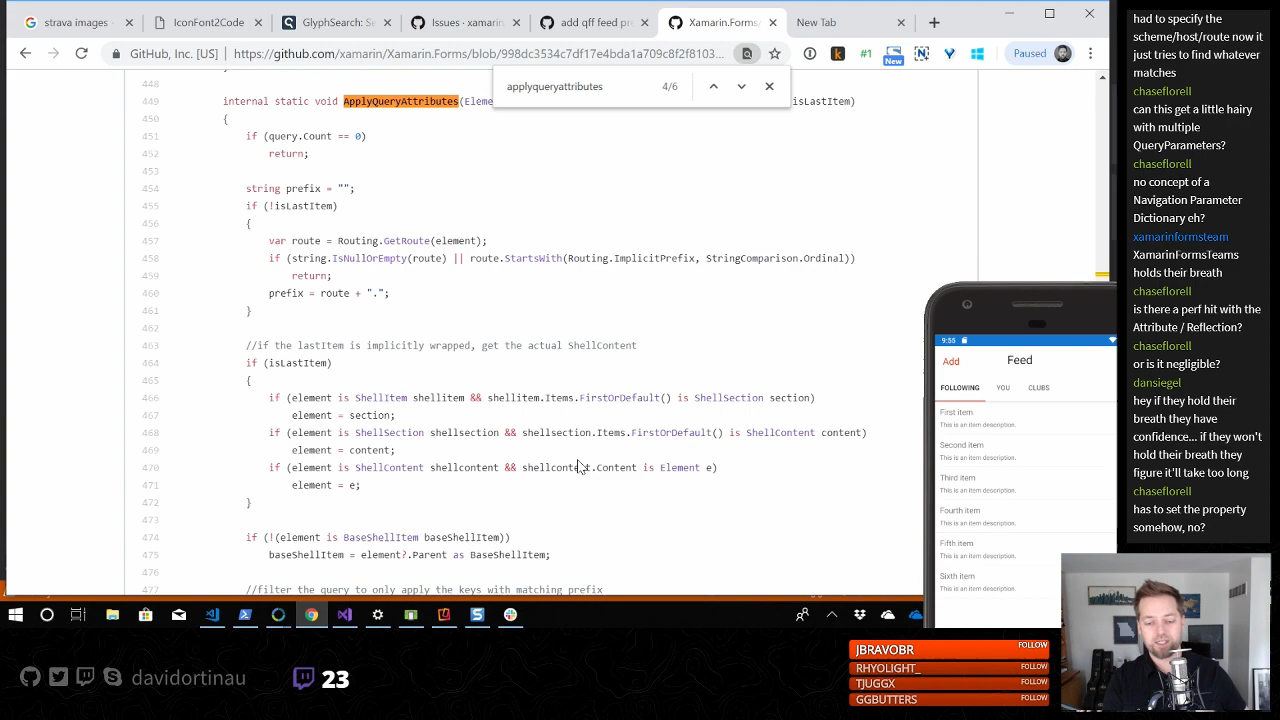 strava images - G
IconFont2Code
GlyphSearch: Se
Issues · xamarin
add qff feed pre
Xamarin.Forms/
New Tab
GitHub, Inc. [US]
https://github.com/xamarin/Xamarin.Forms/blob/998dc3534c7df17e4bda1a709c8f2f8103...
#1
New
Paused
applyqueryattributes 4/6
448
449 internal static void ApplyQueryAttributes(Eleme isLastItem)
450 {
451 if (query.Count == 0)
452 return;
453
454 string prefix = "";
455 if (!isLastItem)
456 {
457 var route = Routing.GetRoute(element);
458 if (string.IsNullOrEmpty(route) || route.StartsWith(Routing.ImplicitPrefix, StringComparison.Ordinal))
459 return;
460 prefix = route + ".";
461 }
462
463 //if the lastItem is implicitly wrapped, get the actual ShellContent
464 if (isLastItem)
465 {
466 if (element is ShellItem shellitem && shellitem.Items.FirstOrDefault() is ShellSection section)
467 element = section;
468 if (element is ShellSection shellsection && shellsection.Items.FirstOrDefault() is ShellContent content)
469 element = content;
470 if (element is ShellContent shellcontent && shellcontent.Content is Element e)
471 element = e;
472 }
473
474 if (!(element is BaseShellItem baseShellItem))
475 baseShellItem = element?.Parent as BaseShellItem;
476
477 //filter the query to only apply the keys with matching prefix
9:55
Add Feed
FOLLOWING YOU CLUBS
First item
This is an item description.
Second item
This is an item description.
Third item
This is an item description.
Fourth item
This is an item description.
Fifth item
This is an item description.
Sixth item
This is an item description.
had to specify the
scheme/host/route now it
just tries to find whatever
matches
chaseflorell
can this get a little hairy
with multiple
QueryParameters?
chaseflorell
no concept of a
Navigation Parameter
Dictionary eh?
xamarinformsteam
XamarinFormsTeams
holds their breath
chaseflorell
is there a perf hit with the
Attribute / Reflection?
chaseflorell
or is it negligible?
dansiegel
hey if they hold their
breath they have
confidence... if they won't
hold their breath they
figure it'll take too long
chaseflorell
has to set the property
somehow, no?
davidortinau
23
JBRAVOBR FOLLOW
RHYOLIGHT_ FOLLOW
TJUGGX FOLLOW
GGBUTTERS FOLLOW